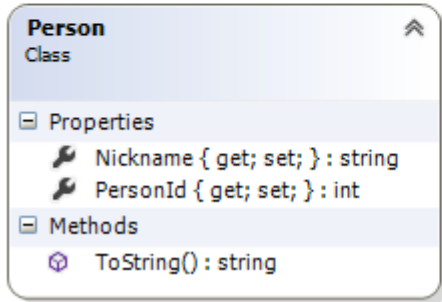 Person
Class
Properties
Nickname { get; set; } : string
PersonId { get; set; } : int
Methods
ToString() : string